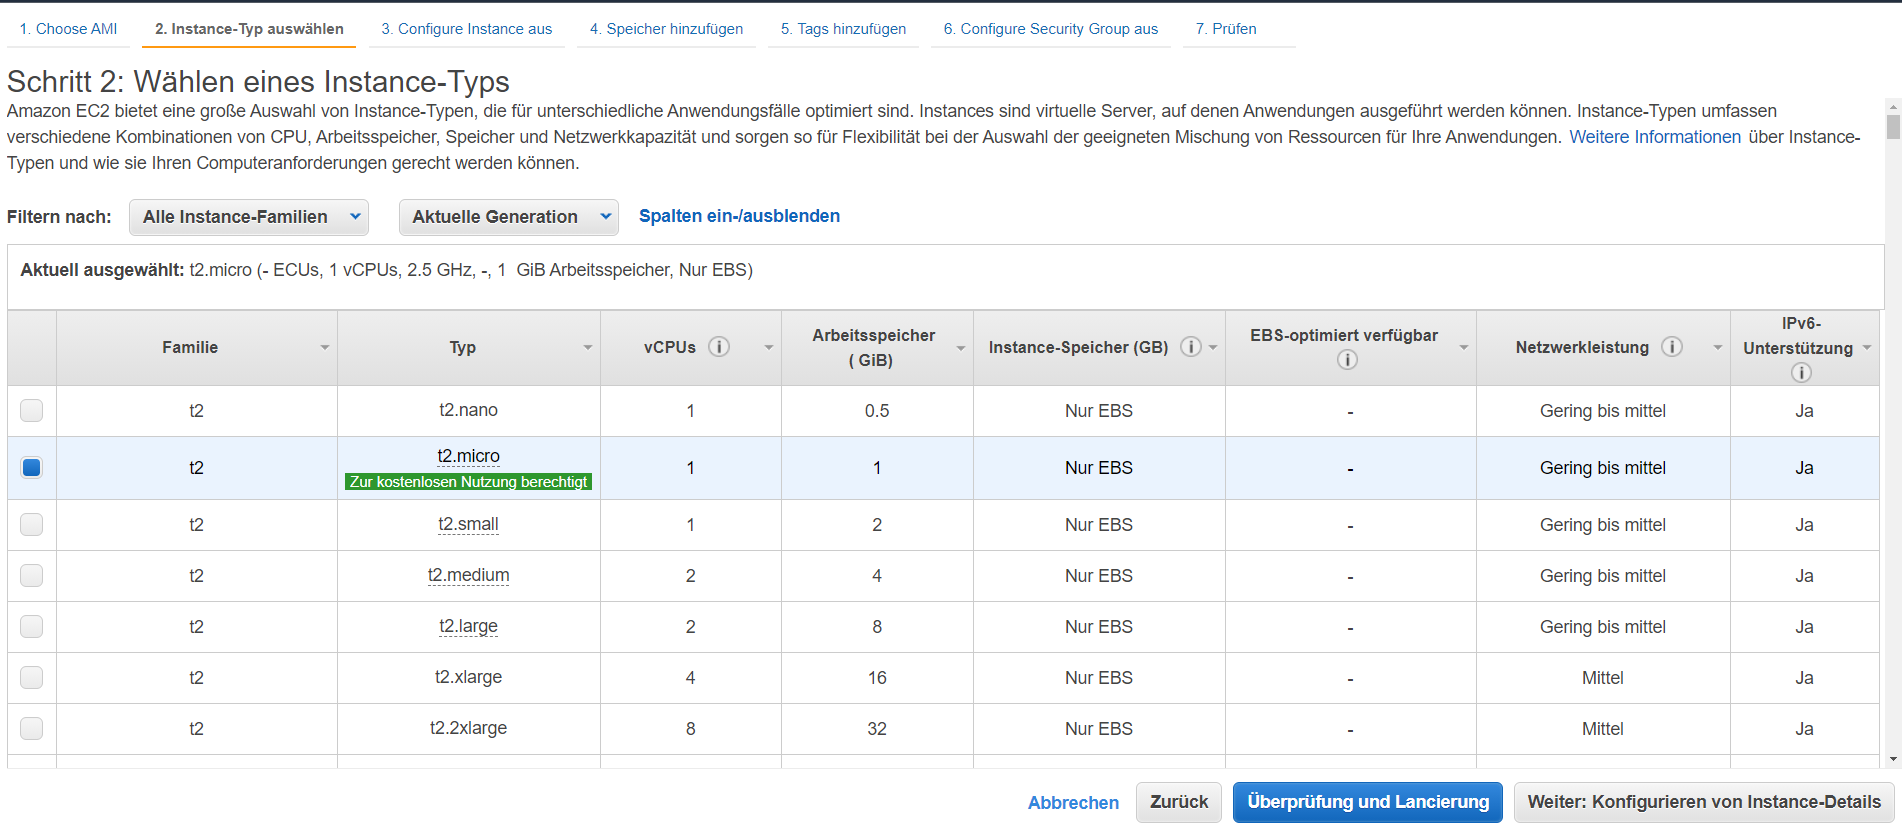 1. Choose AMI 2. Instance-Typ auswählen 3. Configure Instance aus 4. Speicher hinzufügen 5. Tags hinzufügen 6. Configure Security Group aus 7. Prüfen
Schritt 2: Wählen eines Instance-Typs
Amazon EC2 bietet eine große Auswahl von Instance-Typen, die für unterschiedliche Anwendungsfälle optimiert sind. Instances sind virtuelle Server, auf denen Anwendungen ausgeführt werden können. Instance-Typen umfassen
verschiedene Kombinationen von CPU, Arbeitsspeicher, Speicher und Netzwerkkapazität und sorgen so für Flexibilität bei der Auswahl der geeigneten Mischung von Ressourcen für Ihre Anwendungen. Weitere Informationen über Instance-
Typen und wie sie Ihren Computeranforderungen gerecht werden können.
Filtern nach: Alle Instance-Familien Aktuelle Generation Spalten ein-/ausblenden
Aktuell ausgewählt: t2.micro (- ECUs, 1 vCPUs, 2.5 GHz, -, 1 GiB Arbeitsspeicher, Nur EBS)
Familie Typ vCPUs Arbeitsspeicher ( GiB) Instance-Speicher (GB) EBS-optimiert verfügbar Netzwerkleistung IPv6-Unterstützung
t2 t2.nano 1 0.5 Nur EBS - Gering bis mittel Ja
t2 t2.micro 1 1 Nur EBS - Gering bis mittel Ja
Zur kostenlosen Nutzung berechtigt
t2 t2.small 1 2 Nur EBS - Gering bis mittel Ja
t2 t2.medium 2 4 Nur EBS - Gering bis mittel Ja
t2 t2.large 2 8 Nur EBS - Gering bis mittel Ja
t2 t2.xlarge 4 16 Nur EBS - Mittel Ja
t2 t2.2xlarge 8 32 Nur EBS - Mittel Ja
Abbrechen Zurück Überprüfung und Lancierung Weiter: Konfigurieren von Instance-Details